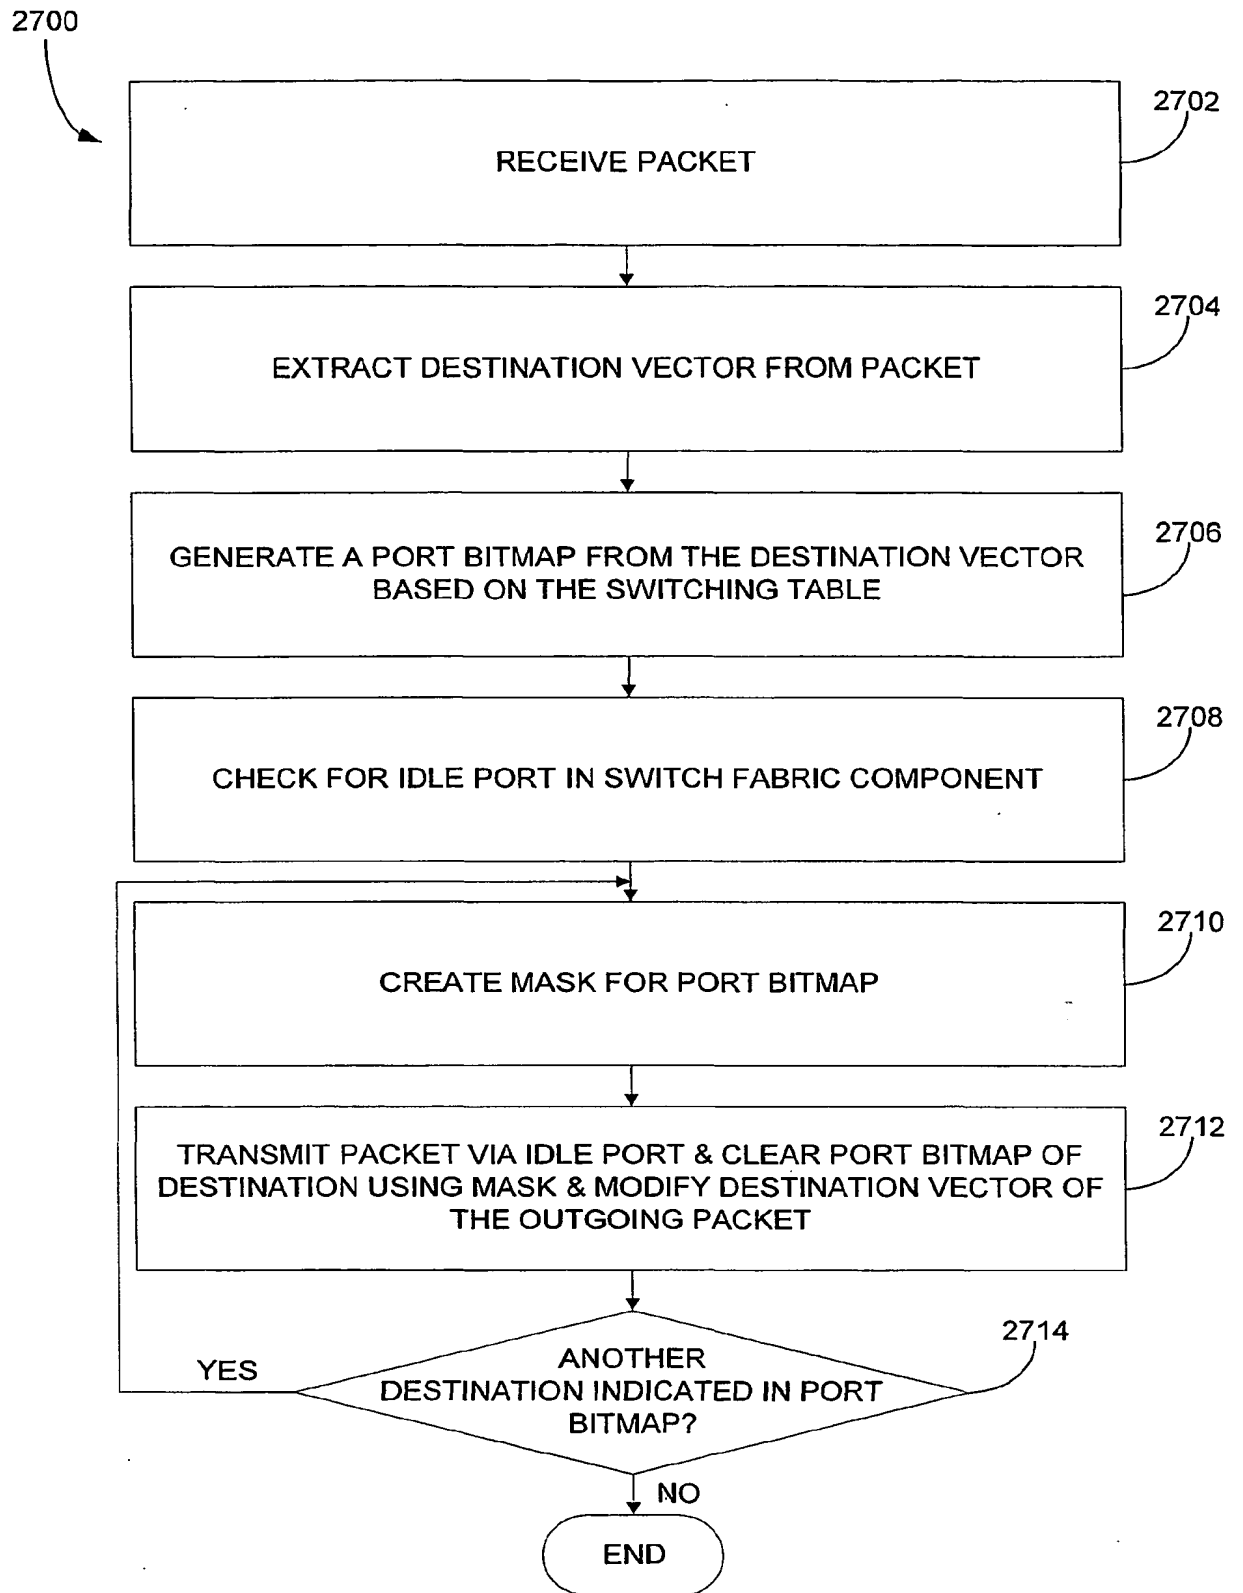 2700
2702
RECEIVE PACKET
2704
EXTRACT DESTINATION VECTOR FROM PACKET
2706
GENERATE A PORT BITMAP FROM THE DESTINATION VECTOR
BASED ON THE SWITCHING TABLE
2708
CHECK FOR IDLE PORT IN SWITCH FABRIC COMPONENT
2710
CREATE MASK FOR PORT BITMAP
2712
TRANSMIT PACKET VIA IDLE PORT & CLEAR PORT BITMAP OF
DESTINATION USING MASK & MODIFY DESTINATION VECTOR OF
THE OUTGOING PACKET
2714
YES
ANOTHER
DESTINATION INDICATED IN PORT
BITMAP?
NO
END